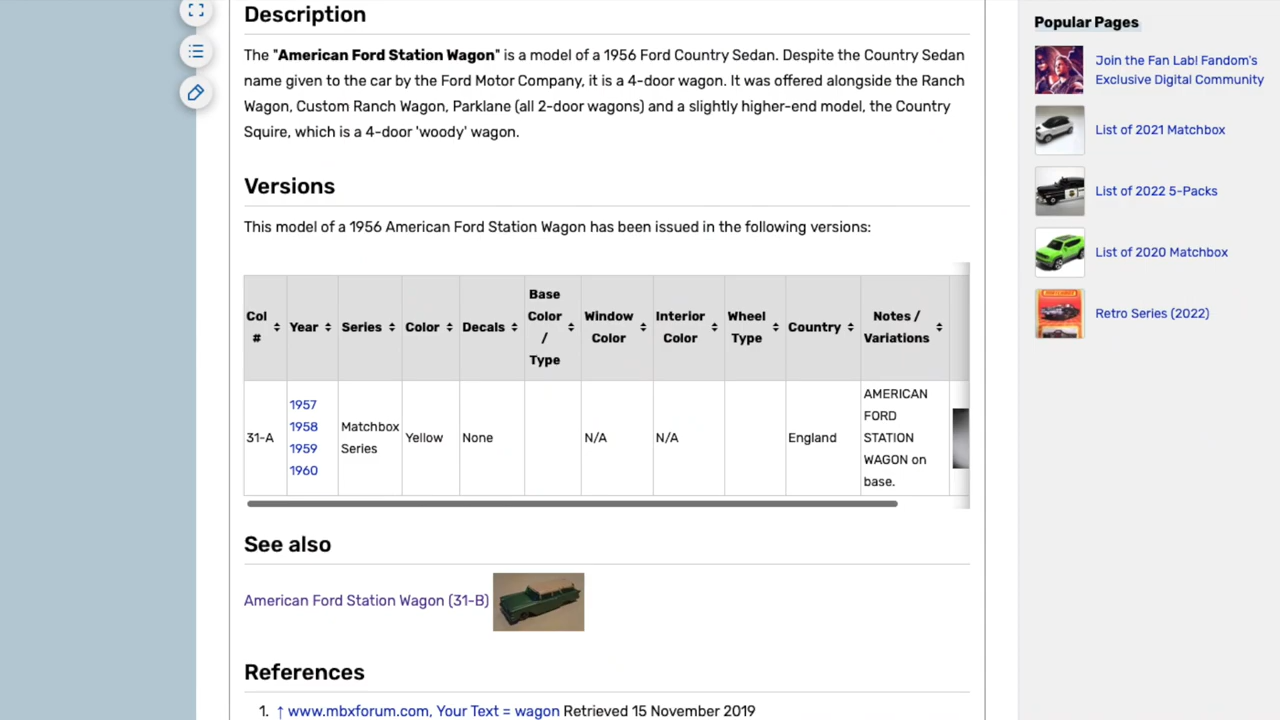 Description
The "American Ford Station Wagon" is a model of a 1956 Ford Country Sedan. Despite the Country Sedan
name given to the car by the Ford Motor Company, it is a 4-door wagon. It was offered alongside the Ranch
Wagon, Custom Ranch Wagon, Parklane (all 2-door wagons) and a slightly higher-end model, the Country
Squire, which is a 4-door 'woody' wagon.
Versions
This model of a 1956 American Ford Station Wagon has been issued in the following versions:
Col #
Year
Series
Color
Decals
Base Color / Type
Window Color
Interior Color
Wheel Type
Country
Notes / Variations
31-A
1957
1958
1959
1960
Matchbox
Series
Yellow
None
N/A
N/A
England
AMERICAN
FORD
STATION
WAGON on
base.
See also
American Ford Station Wagon (31-B)
References
1. ↑ www.mbxforum.com, Your Text = wagon Retrieved 15 November 2019
Popular Pages
Join the Fan Lab! Fandom's
Exclusive Digital Community
List of 2021 Matchbox
List of 2022 5-Packs
List of 2020 Matchbox
Retro Series (2022)